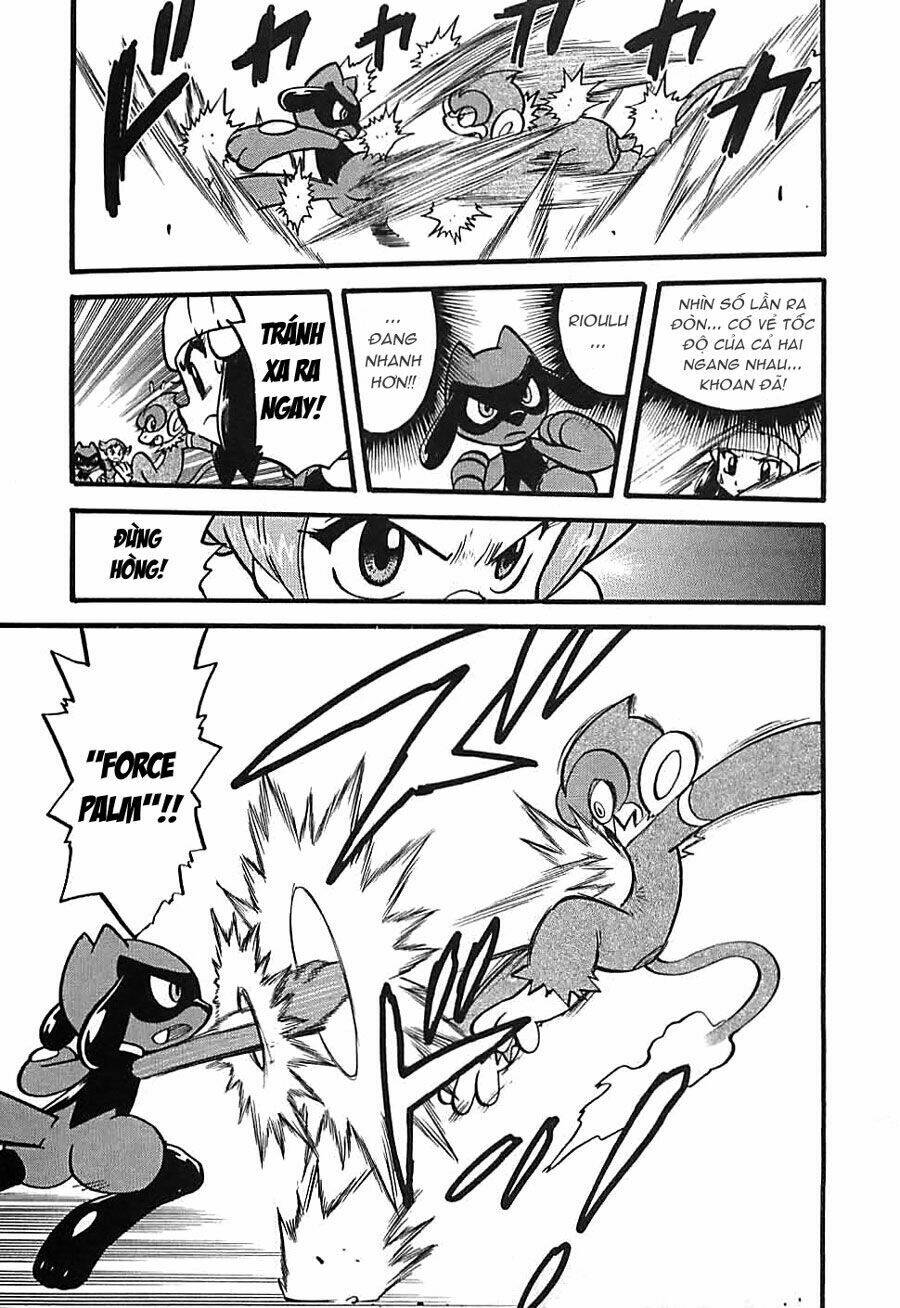 ドカカカカ
NHÌN SỐ LẦN RA
ĐÒN... CÓ VẺ TỐC
ĐỘ CỦA CẢ HAI
NGANG NHAU...
KHOAN ĐÃ!
RIOULU
...
...
ĐANG
NHANH
HƠN!!
TRÁNH
XA RA
NGAY!
ĐỪNG
HÒNG!
"FORCE
PALM"!!